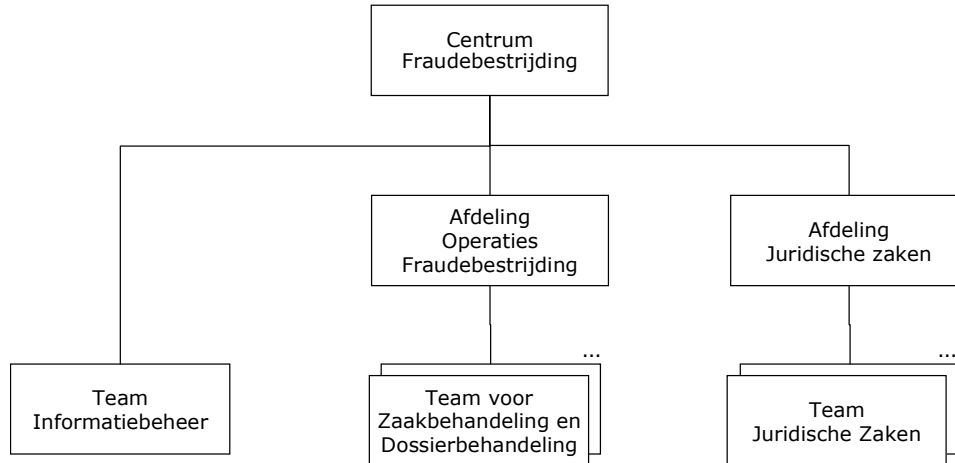 Centrum
Fraudebestrijding
Afdeling
Operaties
Fraudebestrijding
Afdeling
Juridische zaken
...
...
Team
Informatiebeheer
Team voor
Zaakbehandeling en
Dossierbehandeling
Team
Juridische Zaken